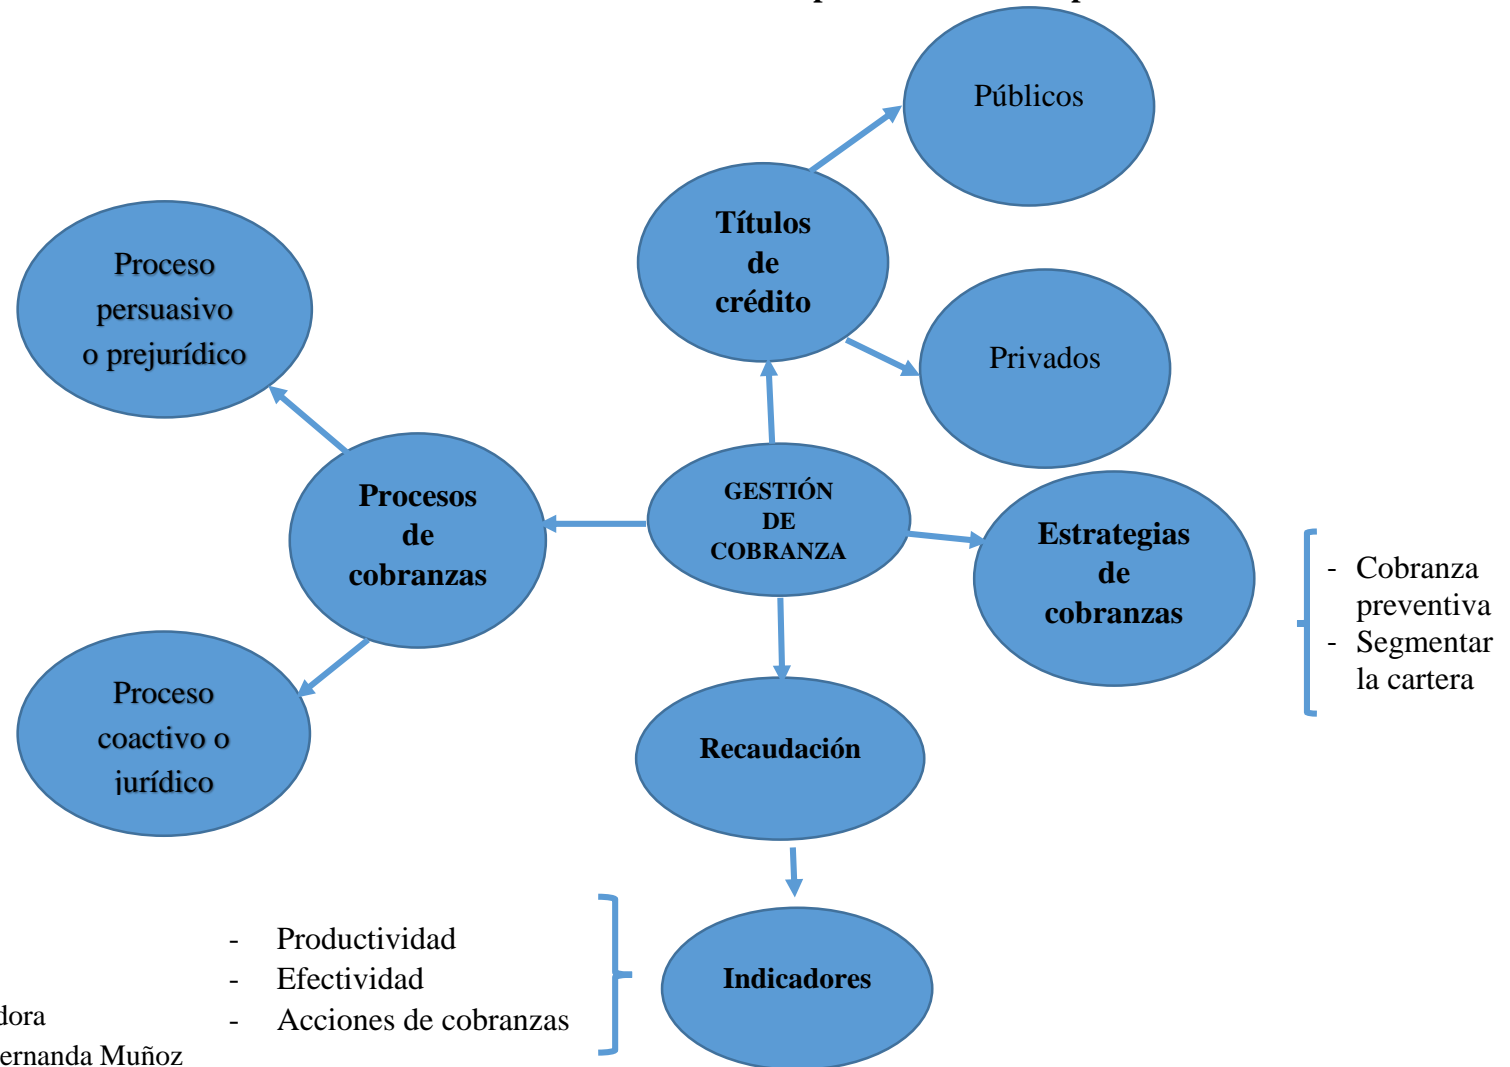 Públicos
Títulos
de
crédito
Privados
Proceso
persuasivo
o prejurídico
Procesos
de
cobranzas
GESTIÓN
DE
COBRANZA
Estrategias
de
cobranzas
- Cobranza
preventiva
- Segmentar
la cartera
Proceso
coactivo o
jurídico
Recaudación
Indicadores
- Productividad
- Efectividad
- Acciones de cobranzas
dora
ernanda Muñoz